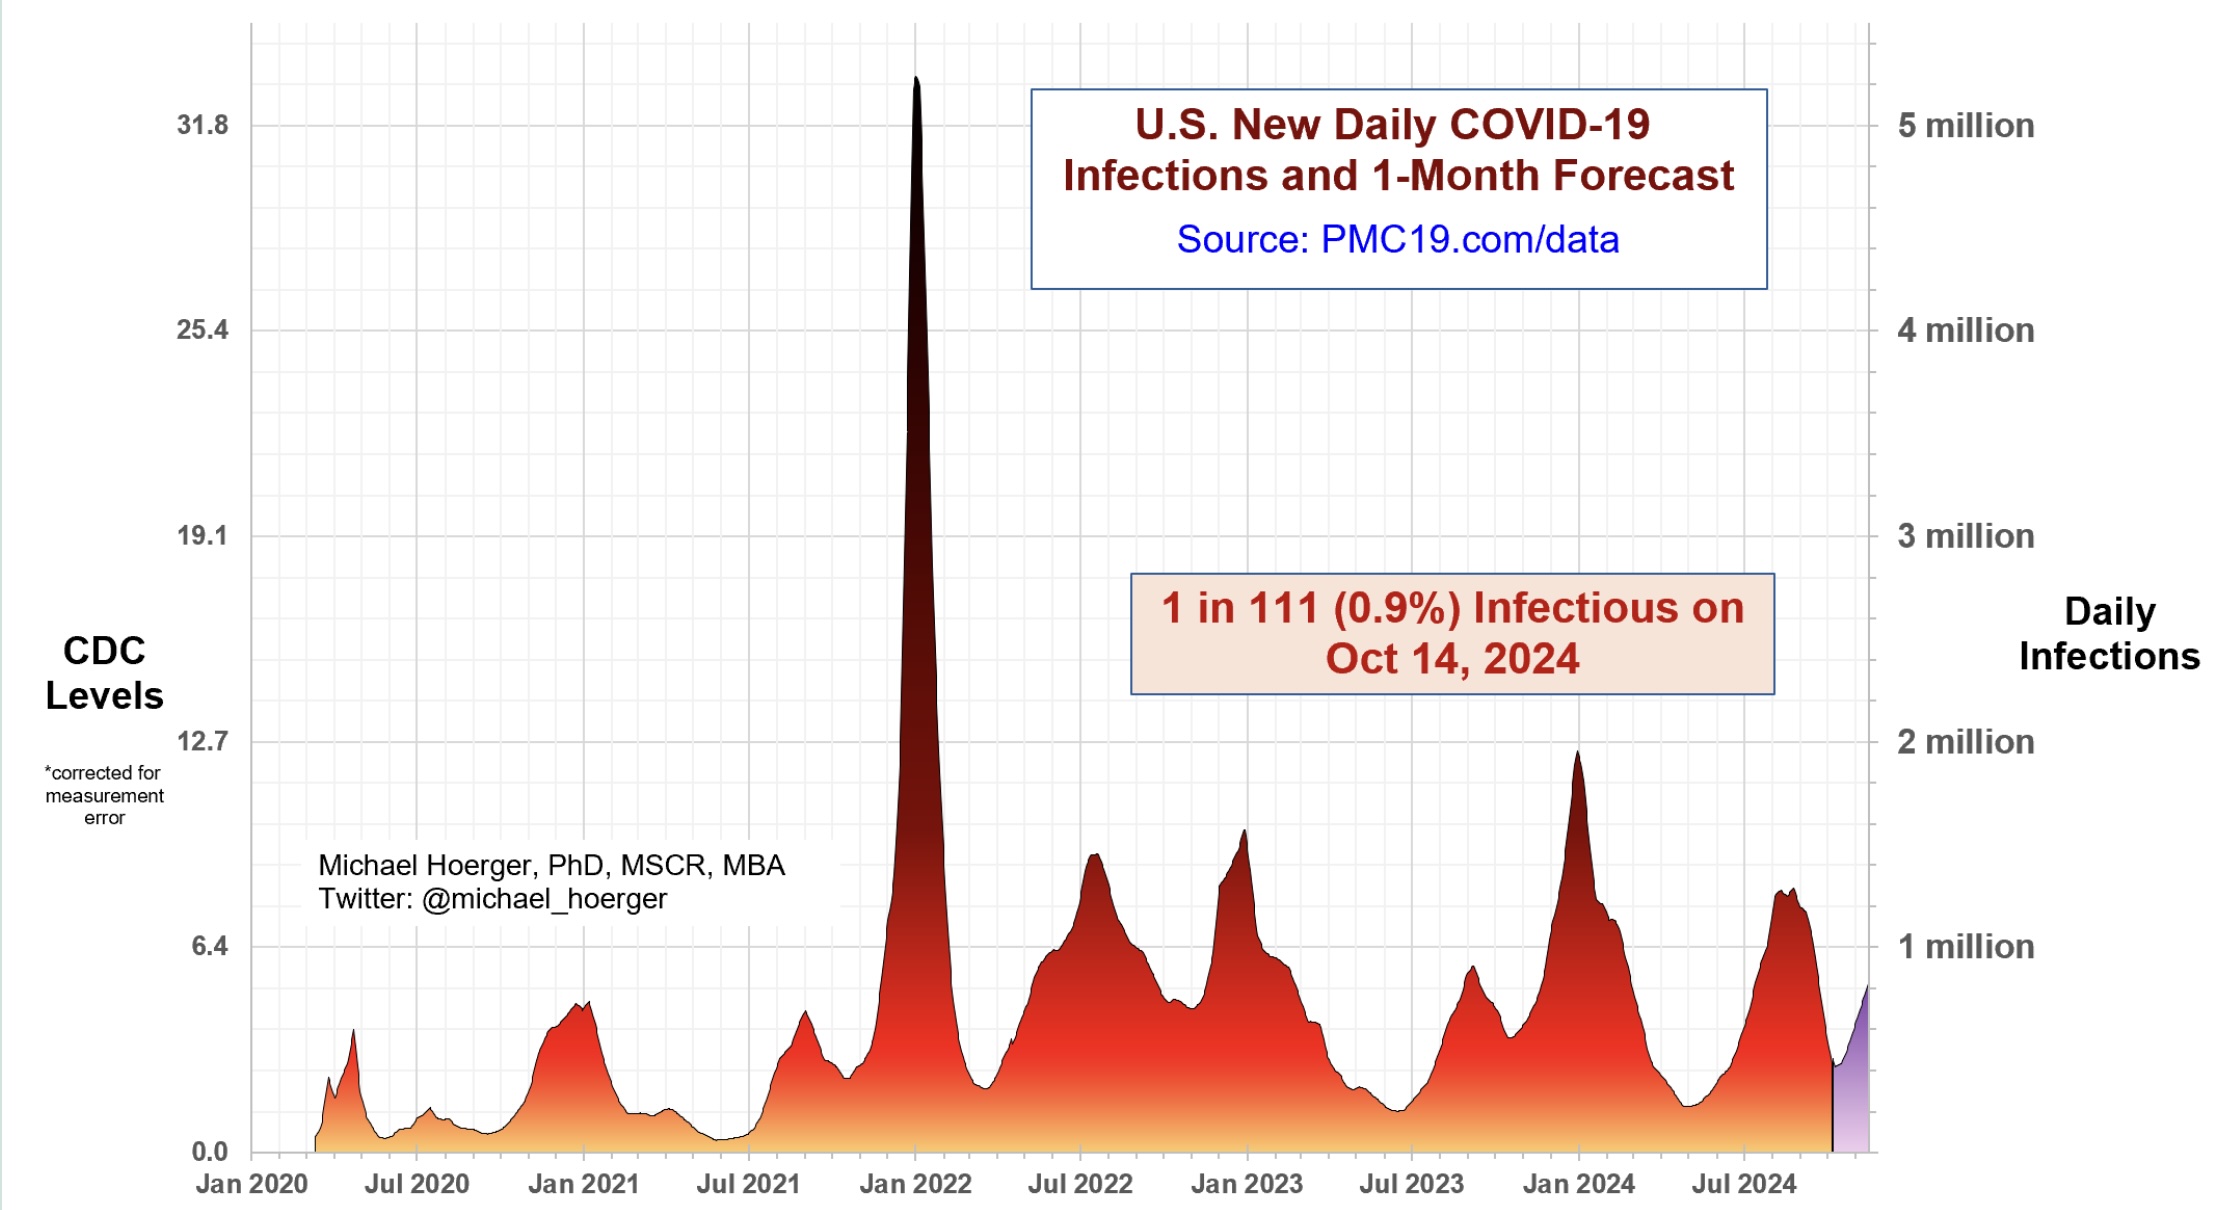 U.S. New Daily COVID-19
Infections and 1-Month Forecast
Source: PMC19.com/data
1 in 111 (0.9%) Infectious on
Oct 14, 2024
CDC
Levels
*corrected for
measurement
error
31.8
25.4
19.1
12.7
6.4
0.0
Michael Hoerger, PhD, MSCR, MBA
Twitter: @michael_hoerger
5 million
4 million
3 million
2 million
1 million
Daily
Infections
Jan 2020 Jul 2020 Jan 2021 Jul 2021 Jan 2022 Jul 2022 Jan 2023 Jul 2023 Jan 2024 Jul 2024